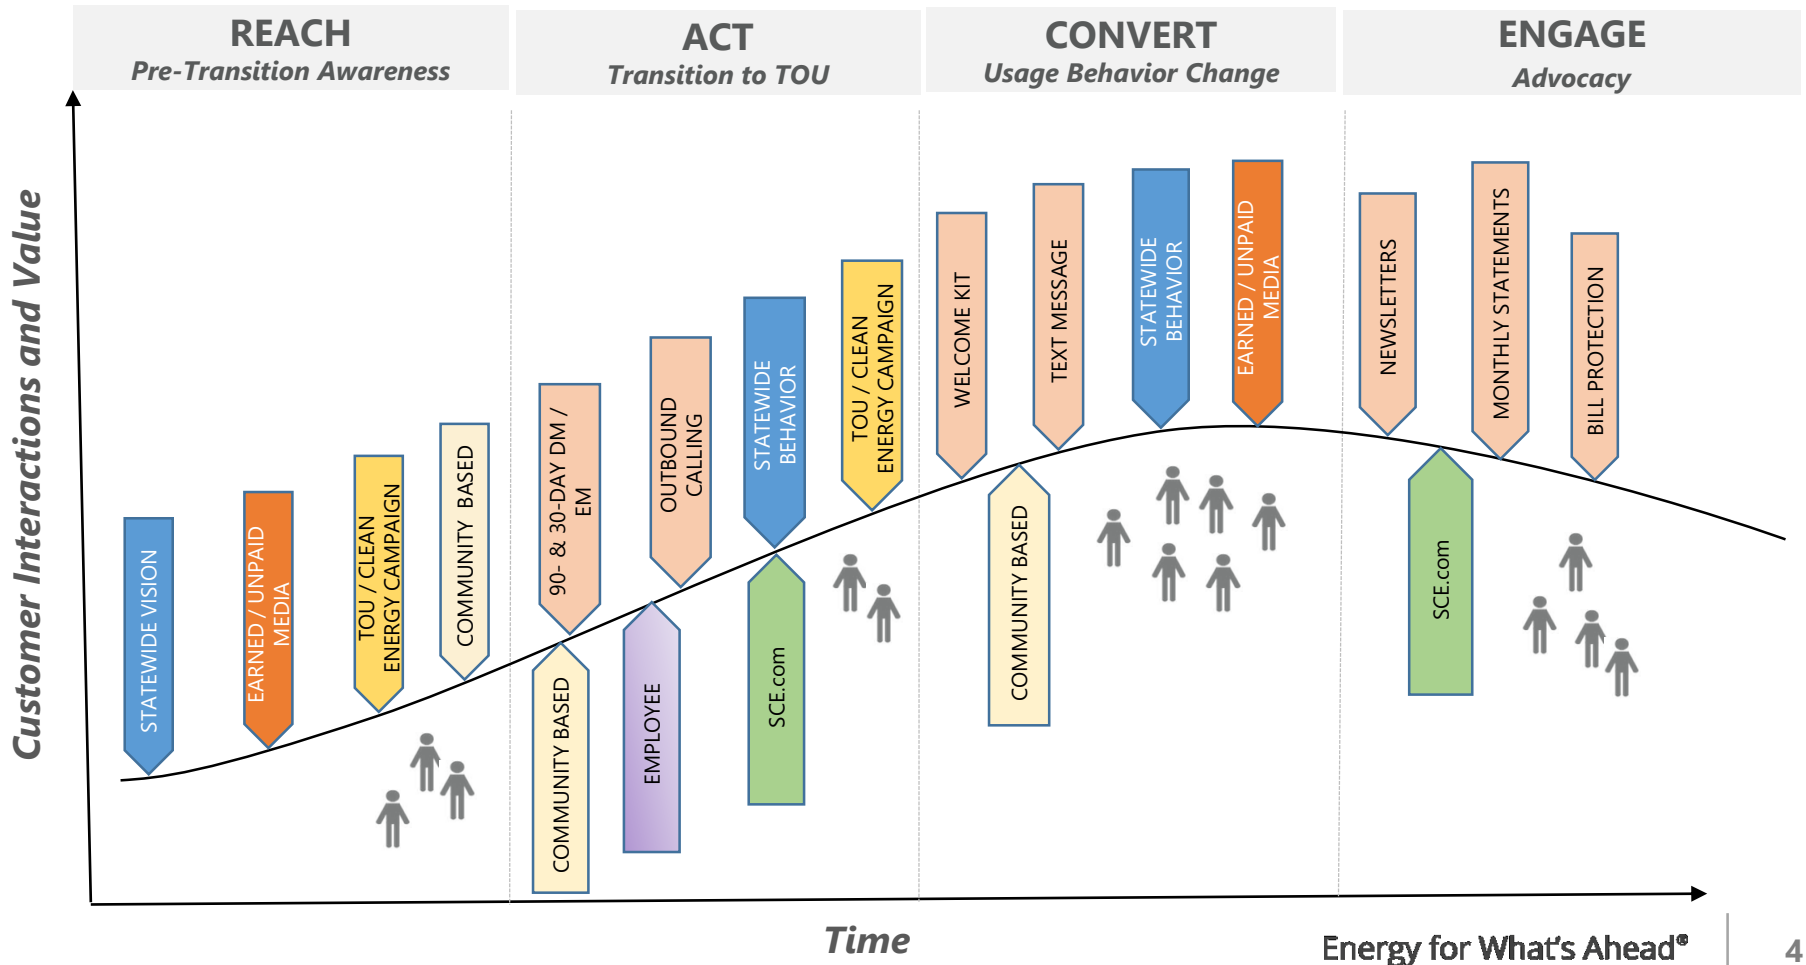 REACH
Pre-Transition Awareness
ACT
Transition to TOU
CONVERT
Usage Behavior Change
ENGAGE
Advocacy
Customer Interactions and Value
STATEWIDE VISION
EARNED / UNPAID
MEDIA
TOU / CLEAN
ENERGY CAMPAIGN
COMMUNITY BASED
90- & 30-DAY DM /
EM
OUTBOUND
CALLING
STATEWIDE
BEHAVIOR
TOU / CLEAN
ENERGY CAMPAIGN
COMMUNITY BASED
EMPLOYEE
SCE.com
WELCOME KIT
TEXT MESSAGE
STATEWIDE
BEHAVIOR
EARNED / UNPAID
MEDIA
COMMUNITY BASED
NEWSLETTERS
MONTHLY STATEMENTS
BILL PROTECTION
SCE.com
Time
Energy for What's Ahead®
4